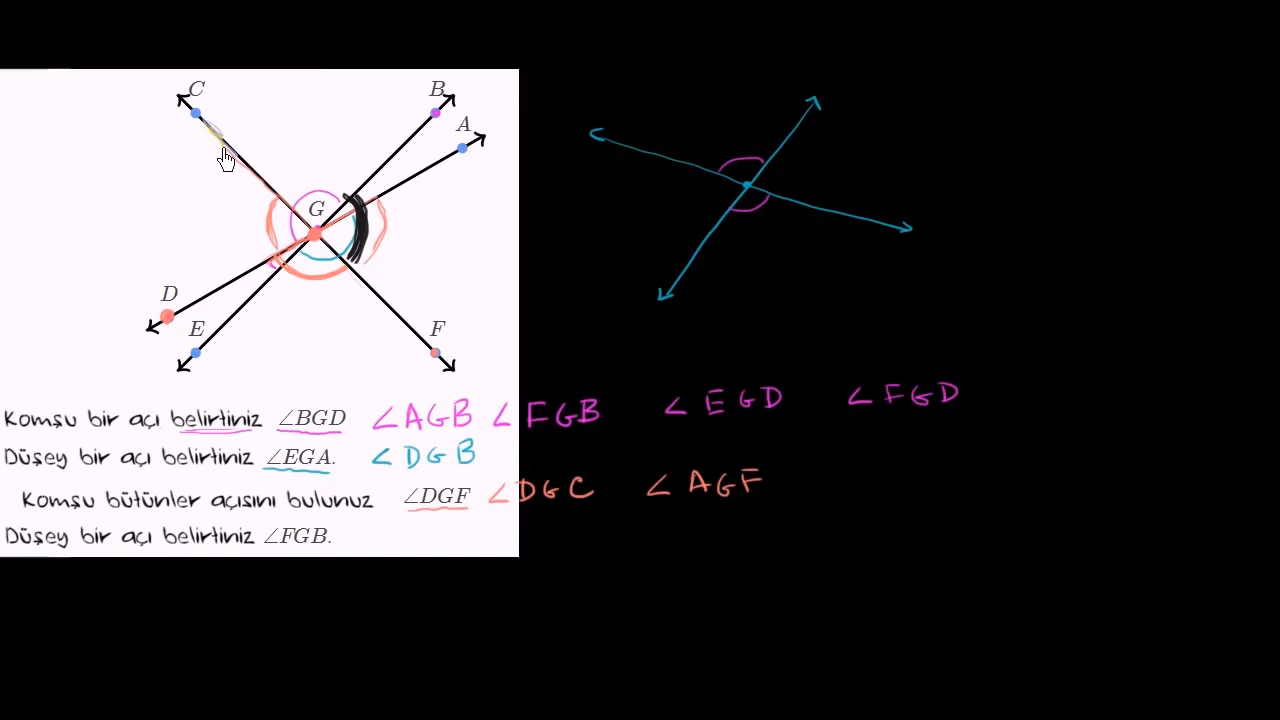 C B
A
G
D
E F
Komşu bir açı belirtiniz ∠BGD ∠AGB ∠FGB ∠EGD ∠FGD
Düşey bir açı belirtiniz ∠EGA. ∠DGB
Komşu bütünler açısını bulunuz ∠DGF ∠DGC ∠AGF
Düşey bir açı belirtiniz ∠FGB.